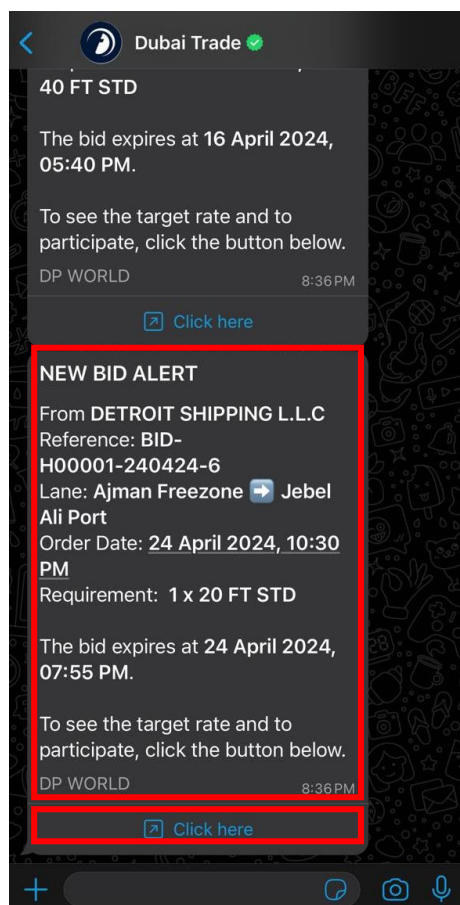 Dubai Trade
40 FT STD
The bid expires at 16 April 2024,
05:40 PM.
To see the target rate and to
participate, click the button below.
DP WORLD
8:36 PM
Click here
NEW BID ALERT
From DETROIT SHIPPING L.L.C
Reference: BID-
H00001-240424-6
Lane: Ajman Freezone ➡️ Jebel
Ali Port
Order Date: 24 April 2024, 10:30
PM
Requirement: 1 x 20 FT STD
The bid expires at 24 April 2024,
07:55 PM.
To see the target rate and to
participate, click the button below.
DP WORLD
8:36 PM
Click here